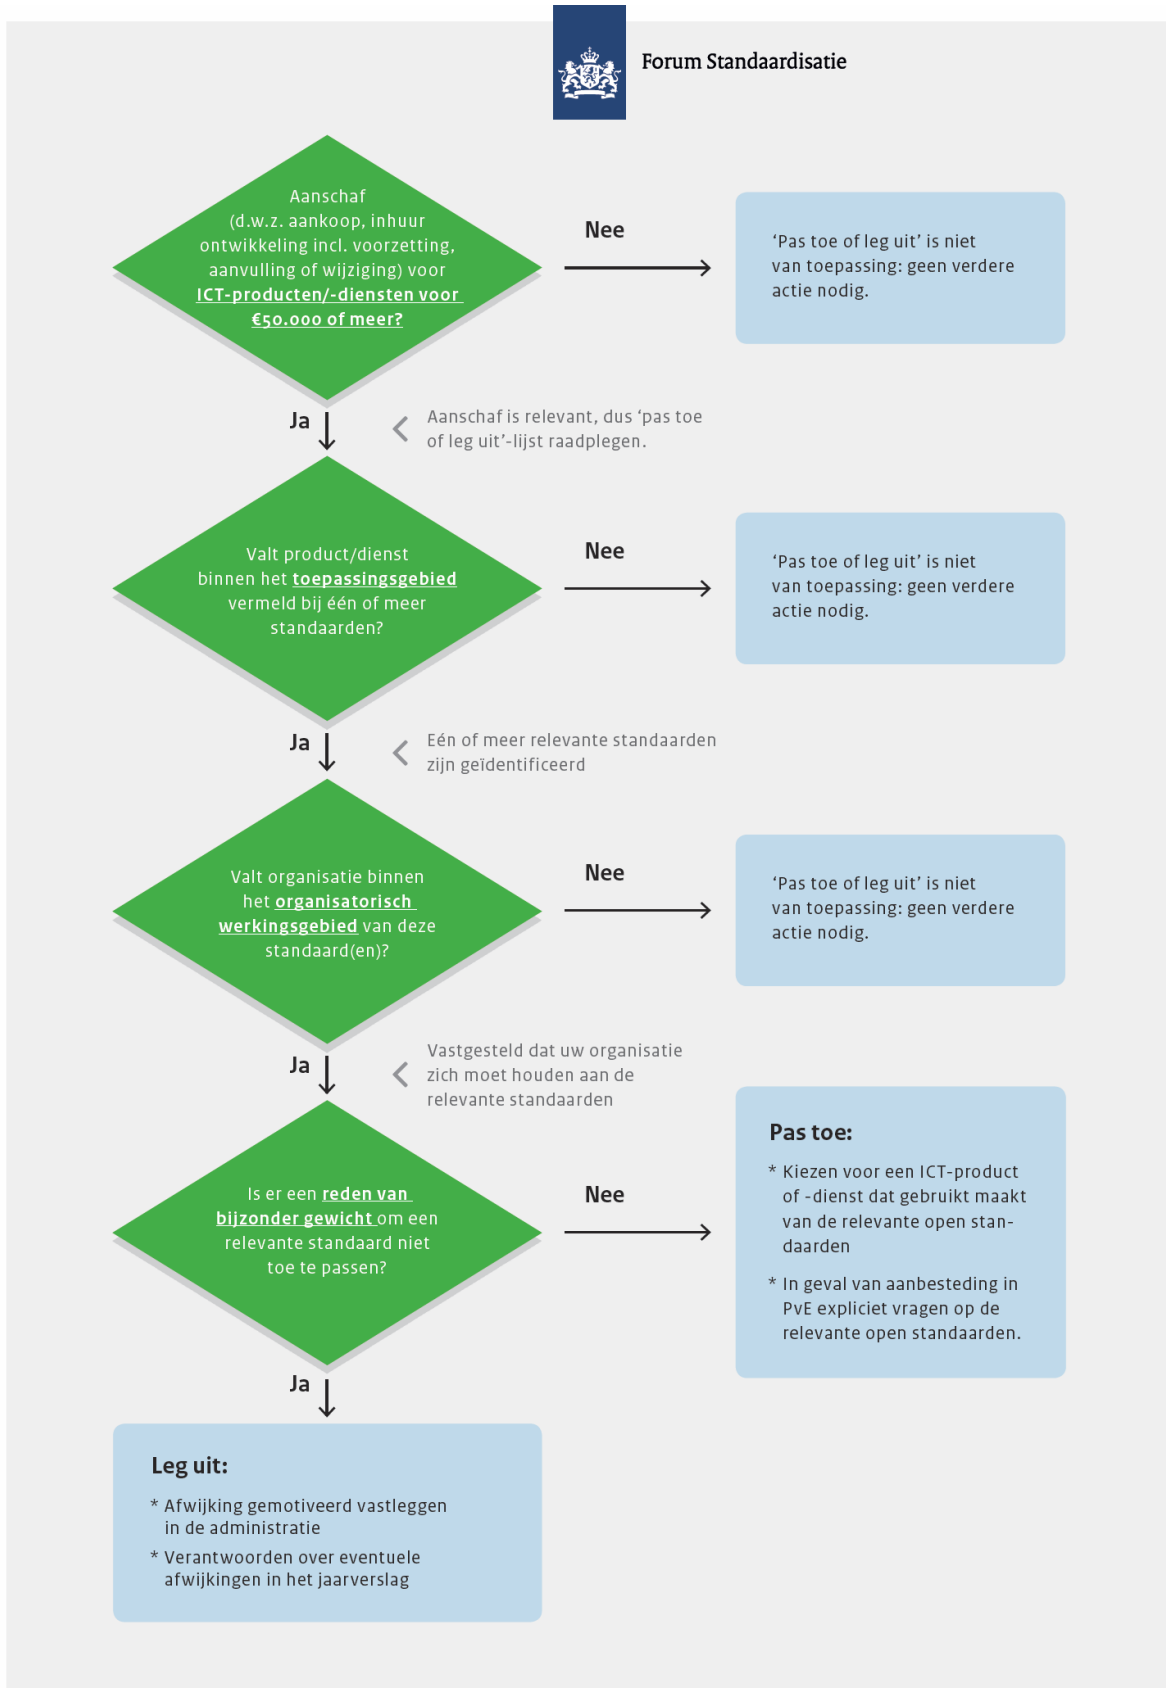 Forum Standaardisatie
Aanschaf
(d.w.z. aankoop, inhuur
ontwikkeling incl. voorzetting,
aanvulling of wijziging) voor
ICT-producten/-diensten voor
€50.000 of meer?
Nee
‘Pas toe of leg uit’ is niet
van toepassing: geen verdere
actie nodig.
Ja
Aanschaf is relevant, dus ‘pas toe
of leg uit’-lijst raadplegen.
Valt product/dienst
binnen het toepassingsgebied
vermeld bij één of meer
standaarden?
Nee
‘Pas toe of leg uit’ is niet
van toepassing: geen verdere
actie nodig.
Ja
Eén of meer relevante standaarden
zijn geïdentificeerd
Valt organisatie binnen
het organisatorisch
werkingsgebied van deze
standaard(en)?
Nee
‘Pas toe of leg uit’ is niet
van toepassing: geen verdere
actie nodig.
Ja
Vastgesteld dat uw organisatie
zich moet houden aan de
relevante standaarden
Is er een reden van
bijzonder gewicht om een
relevante standaard niet
toe te passen?
Nee
Pas toe:
* Kiezen voor een ICT-product
of -dienst dat gebruikt maakt
van de relevante open stan-
daarden
* In geval van aanbesteding in
PvE expliciet vragen op de
relevante open standaarden.
Ja
Leg uit:
* Afwijking gemotiveerd vastleggen
in de administratie
* Verantwoorden over eventuele
afwijkingen in het jaarverslag